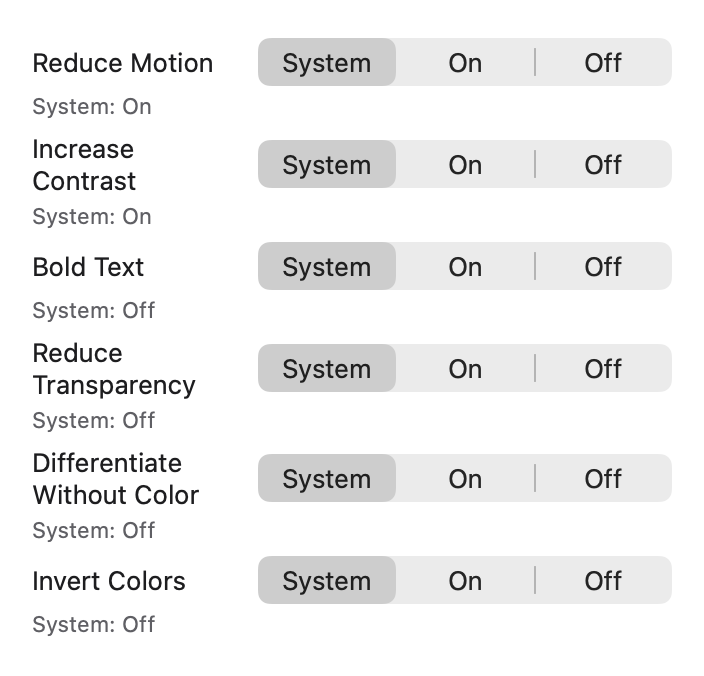 Reduce Motion System On Off
System: On
Increase
Contrast System On Off
System: On
Bold Text System On Off
System: Off
Reduce
Transparency System On Off
System: Off
Differentiate
Without Color System On Off
System: Off
Invert Colors System On Off
System: Off